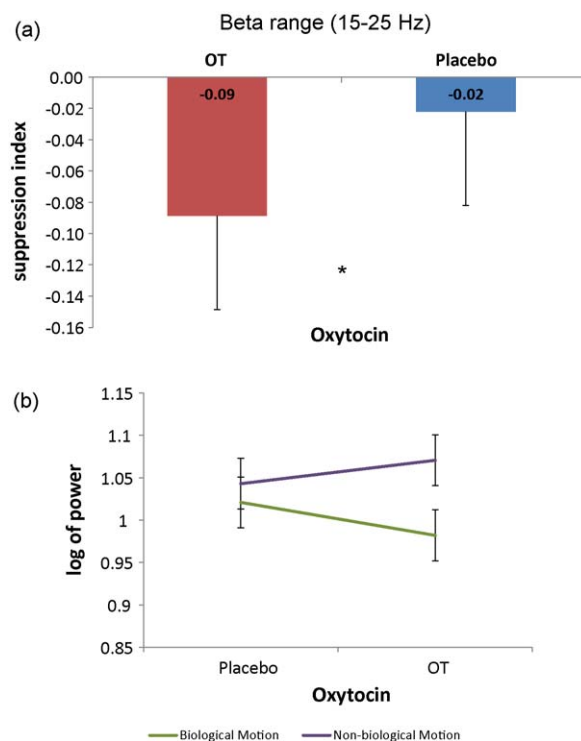 (a)
Beta range (15-25 Hz)
OT Placebo
0.00
-0.02
-0.04
-0.06
-0.08
-0.10
-0.12
-0.14
-0.16
suppression index
-0.09 -0.02
*
Oxytocin
(b)
1.15
1.1
1.05
1
0.95
0.9
0.85
log of power
Placebo OT
Oxytocin
Biological Motion Non-biological Motion